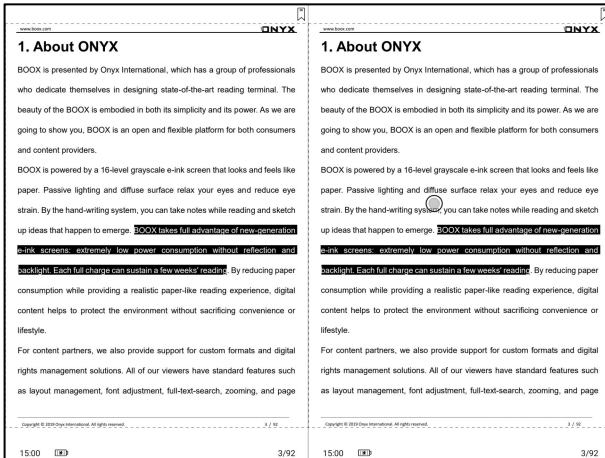 www.boox.com
ONYX
1. About ONYX
BOOX is presented by Onyx International, which has a group of professionals
who dedicate themselves in designing state-of-the-art reading terminal. The
beauty of the BOOX is embodied in both its simplicity and its power. As we are
going to show you, BOOX is an open and flexible platform for both consumers
and content providers.
BOOX is powered by a 16-level grayscale e-ink screen that looks and feels like
paper. Passive lighting and diffuse surface relax your eyes and reduce eye
strain. By the hand-writing system, you can take notes while reading and sketch
up ideas that happen to emerge. BOOX takes full advantage of new-generation
e-ink screens: extremely low power consumption without reflection and
backlight. Each full charge can sustain a few weeks' reading. By reducing paper
consumption while providing a realistic paper-like reading experience, digital
content helps to protect the environment without sacrificing convenience or
lifestyle.
For content partners, we also provide support for custom formats and digital
rights management solutions. All of our viewers have standard features such
as layout management, font adjustment, full-text-search, zooming, and page
Copyright © 2019 Onyx International. All rights reserved.
3 / 92
15:00
3/92
www.boox.com
ONYX
1. About ONYX
BOOX is presented by Onyx International, which has a group of professionals
who dedicate themselves in designing state-of-the-art reading terminal. The
beauty of the BOOX is embodied in both its simplicity and its power. As we are
going to show you, BOOX is an open and flexible platform for both consumers
and content providers.
BOOX is powered by a 16-level grayscale e-ink screen that looks and feels like
paper. Passive lighting and diffuse surface relax your eyes and reduce eye
strain. By the hand-writing system, you can take notes while reading and sketch
up ideas that happen to emerge. BOOX takes full advantage of new-generation
e-ink screens: extremely low power consumption without reflection and
backlight. Each full charge can sustain a few weeks' reading. By reducing paper
consumption while providing a realistic paper-like reading experience, digital
content helps to protect the environment without sacrificing convenience or
lifestyle.
For content partners, we also provide support for custom formats and digital
rights management solutions. All of our viewers have standard features such
as layout management, font adjustment, full-text-search, zooming, and page
Copyright © 2019 Onyx International. All rights reserved.
3 / 92
15:00
3/92